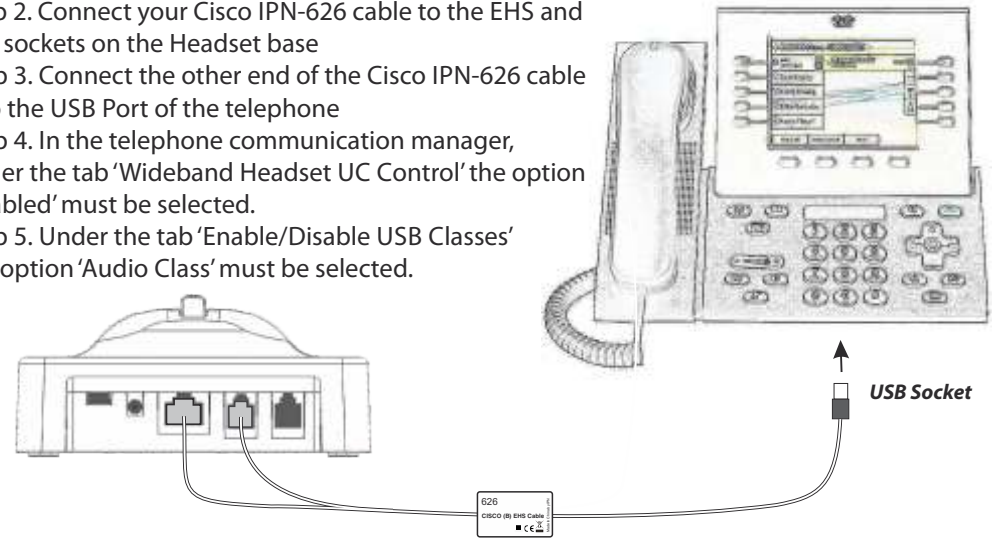 p 2. Connect your Cisco IPN-626 cable to the EHS and
sockets on the Headset base
p 3. Connect the other end of the Cisco IPN-626 cable
the USB Port of the telephone
p 4. In the telephone communication manager,
er the tab ‘Wideband Headset UC Control’ the option
abled’ must be selected.
p 5. Under the tab ‘Enable/Disable USB Classes’
option ‘Audio Class’ must be selected.
USB Socket
626
CISCO (B) EHS Cable
CE